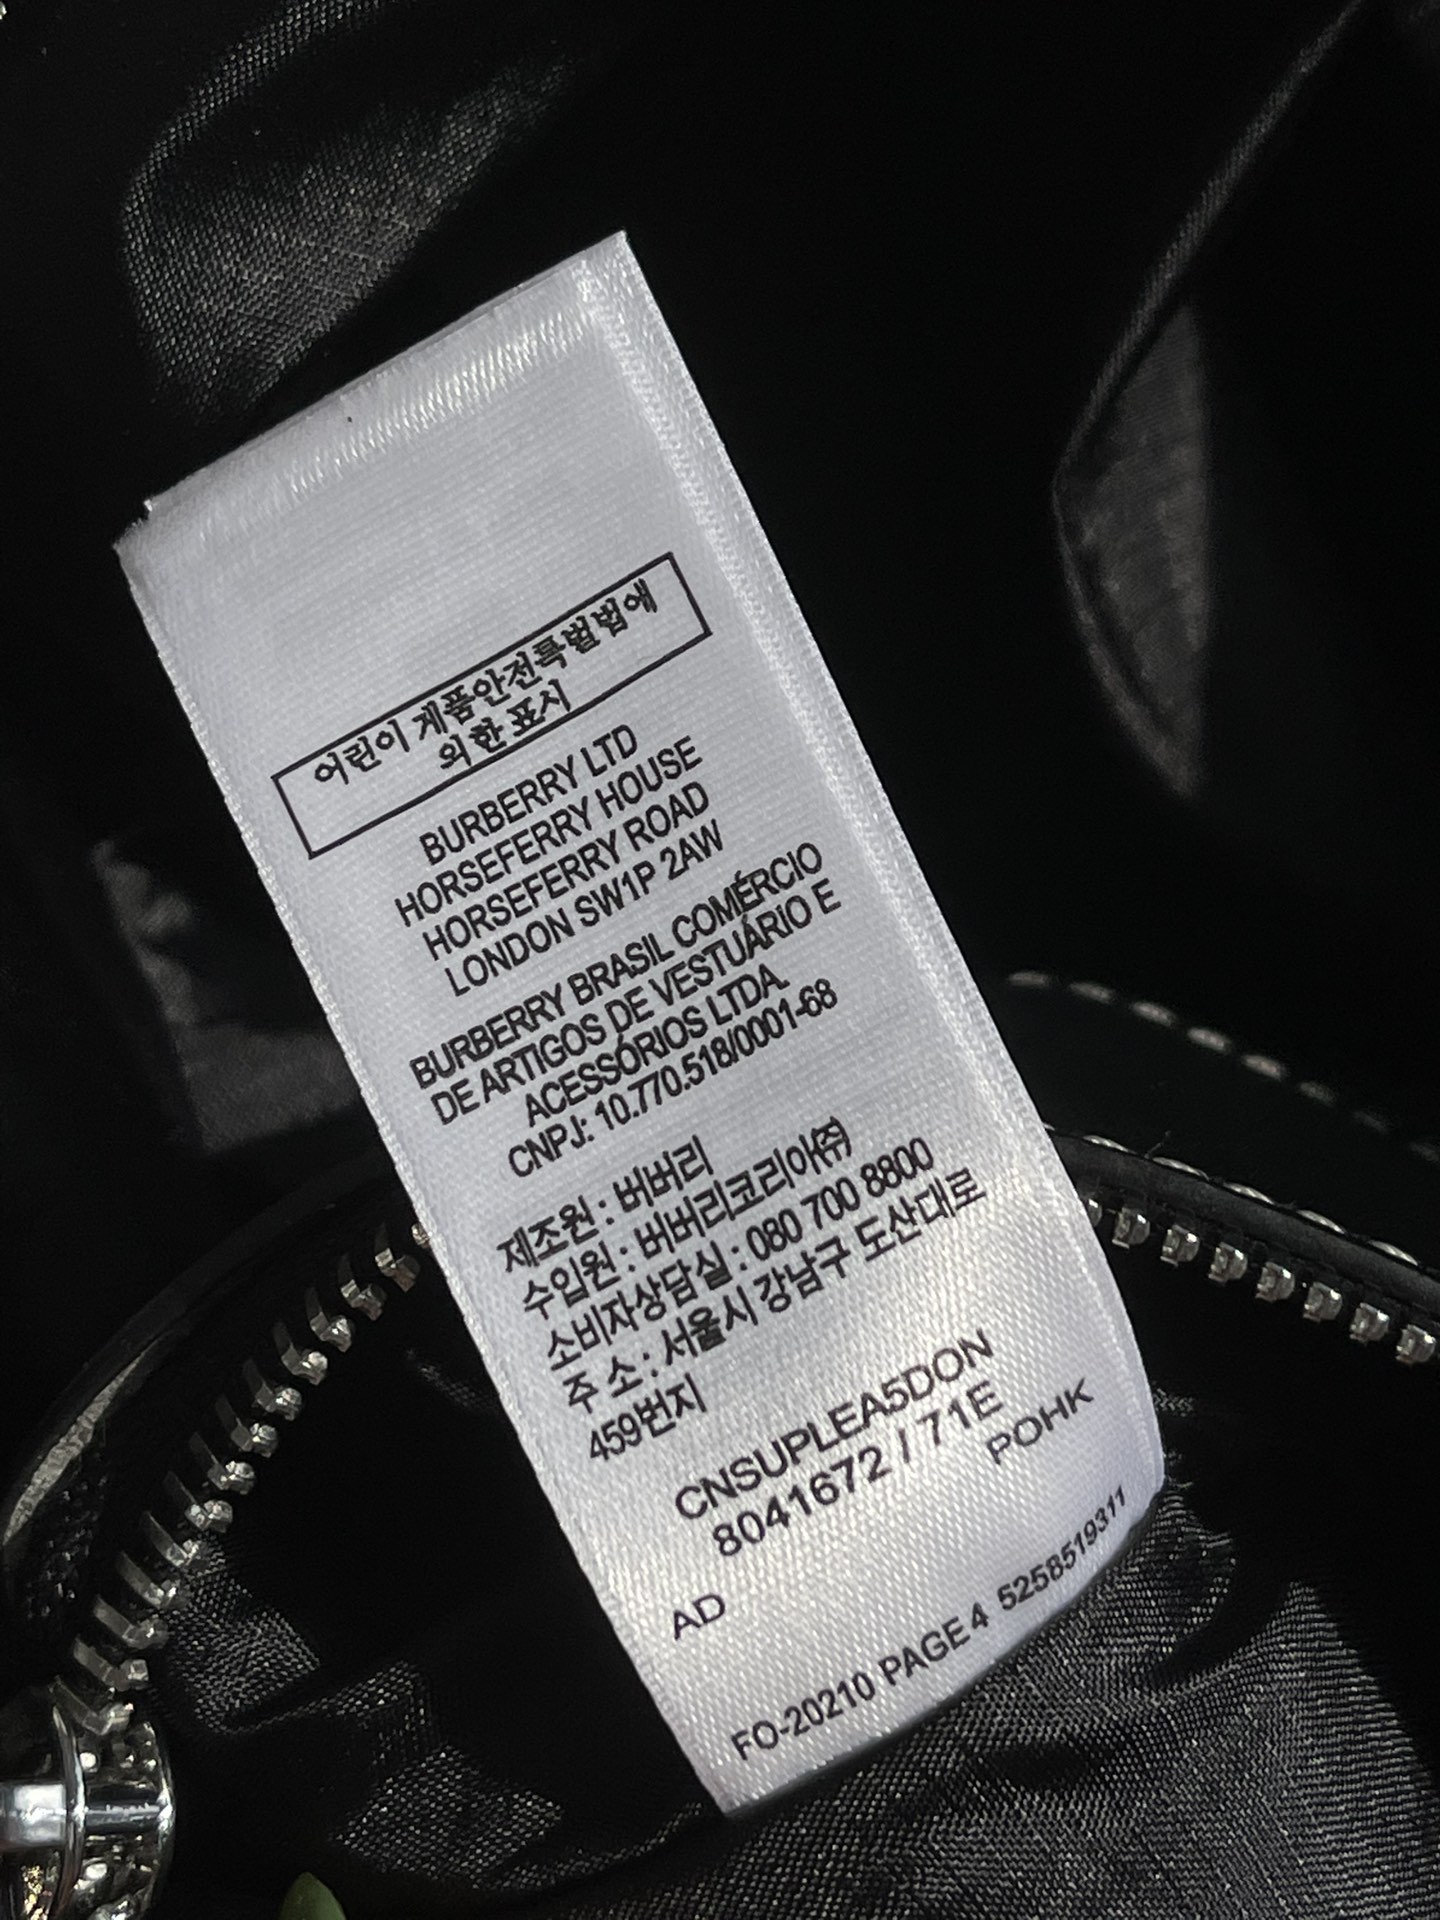 어린이 제품안전특별법에
의한 표시
BURBERRY LTD
HORSEFERRY HOUSE
HORSEFERRY ROAD
LONDON SW1P 2AW
BURBERRY BRASIL COMÉRCIO
DE ARTIGOS DE VESTUÁRIO E
ACESSÓRIOS LTDA.
CNPJ: 10.770.518/0001-68
제조원 : 버버리
수입원 : 버버리코리아(주)
소비자상담실 : 080 700 8800
주 소 : 서울시 강남구 도산대로
459번지
CNSUPLEA5DON
8041672 / 71E
POHK
AD
FO-20210 PAGE 4 5258519311